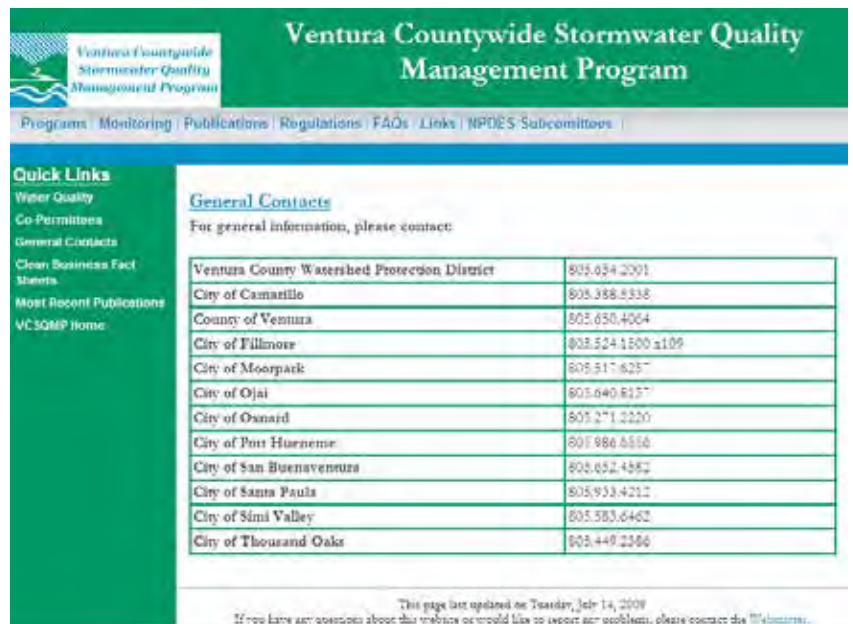 Ventura Countywide
Stormwater Quality
Management Program
Ventura Countywide Stormwater Quality
Management Program
Programs | Monitoring | Publications | Regulations | FAQs | Links | NPDES Subcomittees |
Quick Links
Water Quality
Co-Permittees
General Contacts
Clean Business Fact
Sheets
Most Recent Publications
VCSQMP Home
General Contacts
For general information, please contact:
Ventura County Watershed Protection District
City of Camarillo
County of Ventura 805.650.4064
City of Fillmore 805.524.1500 x109
City of Moorpark
City of Ojai
City of Oxnard 805.271.2220
City of Port Hueneme
City of San Buenaventura
City of Santa Paula 805.933.4212
City of Simi Valley 805.583.6462
City of Thousand Oaks 805.449.2386
This page last updated on Tuesday, July 14, 2009
If you have any questions about this website or would like to report any problems, please contact the Webmaster.